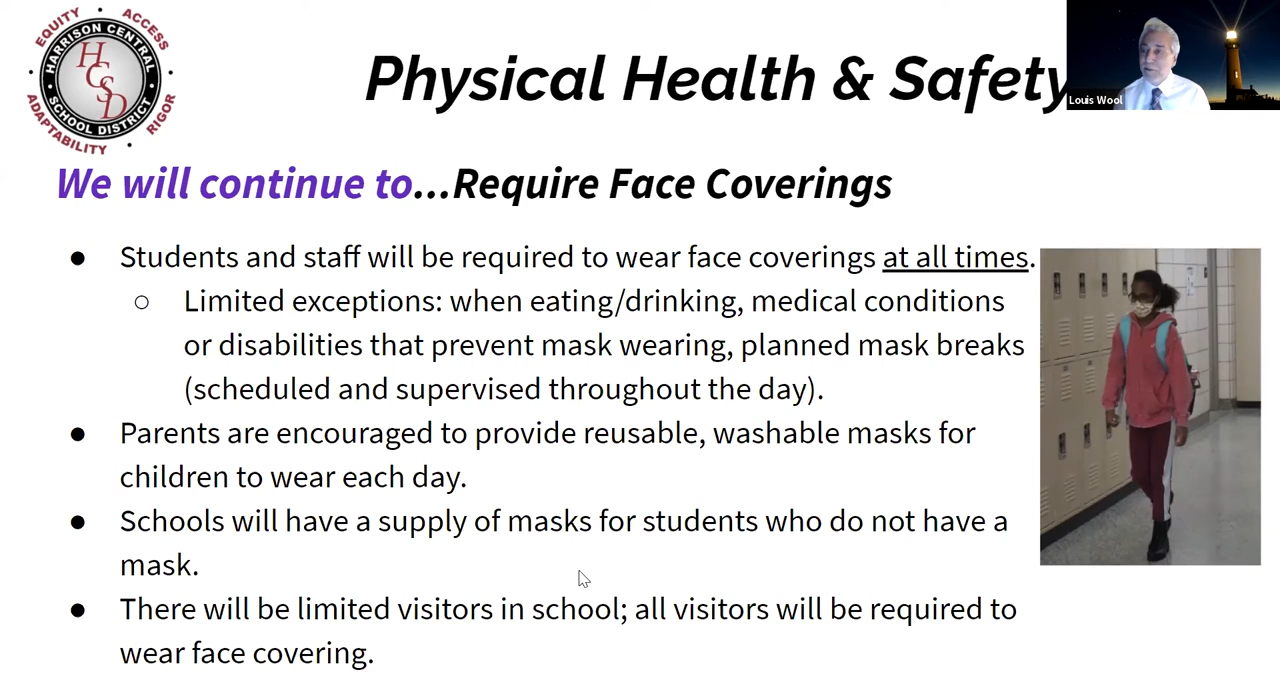 EQUITY • ACCESS
HARRISON CENTRAL
HCSD
SCHOOL DISTRICT
ADAPTABILITY • RIGOR
Physical Health & Safety
Louis Wool
We will continue to...Require Face Coverings
● Students and staff will be required to wear face coverings at all times.
○ Limited exceptions: when eating/drinking, medical conditions
or disabilities that prevent mask wearing, planned mask breaks
(scheduled and supervised throughout the day).
● Parents are encouraged to provide reusable, washable masks for
children to wear each day.
● Schools will have a supply of masks for students who do not have a
mask.
● There will be limited visitors in school; all visitors will be required to
wear face covering.